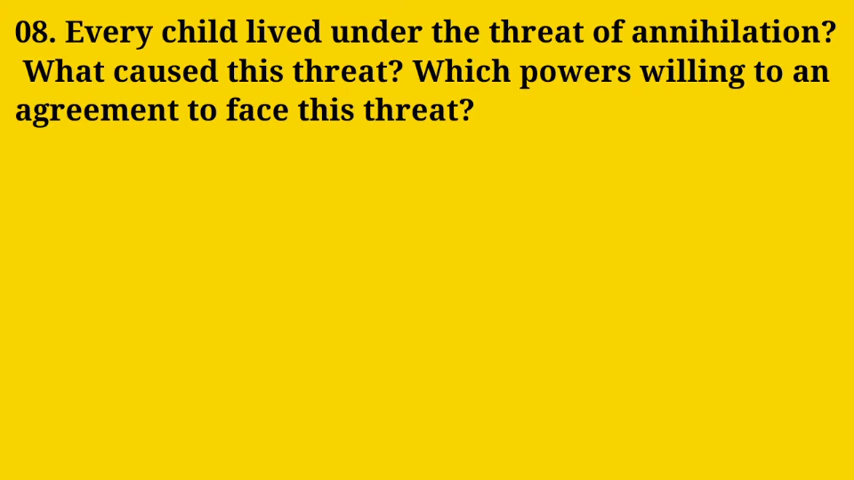 08. Every child lived under the threat of annihilation?
What caused this threat? Which powers willing to an
agreement to face this threat?